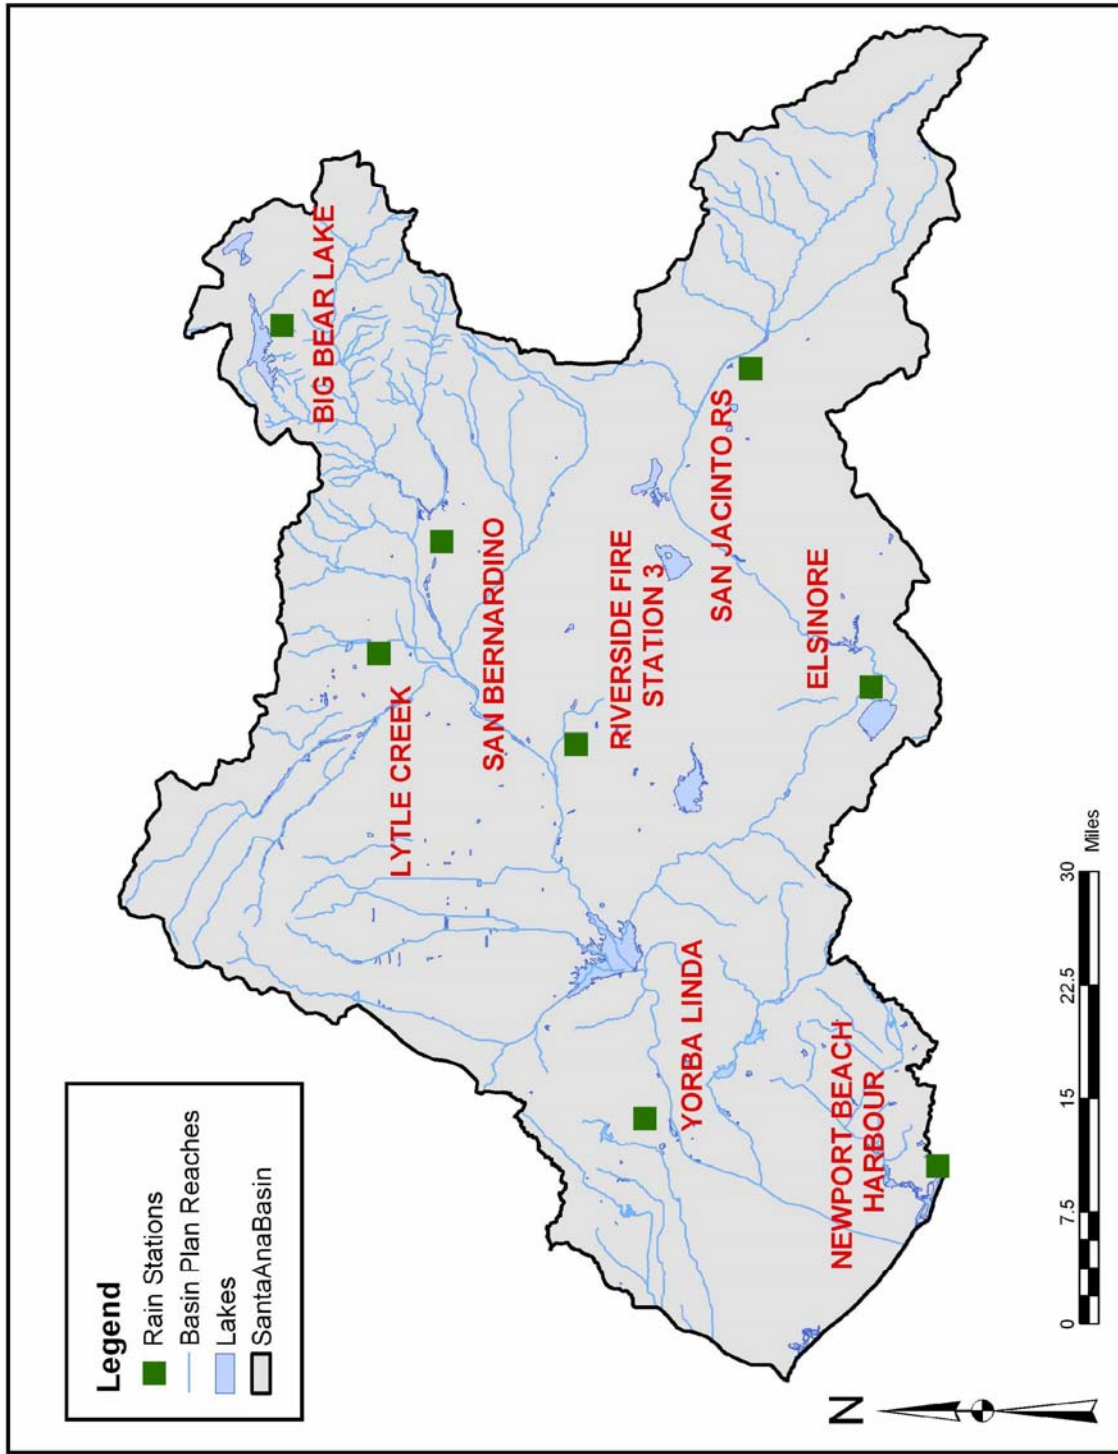 Legend
Rain Stations
Basin Plan Reaches
Lakes
SantaAnaBasin
BIG BEAR LAKE
LYTLE CREEK
SAN BERNARDINO
RIVERSIDE FIRE
STATION 3
SAN JACINTO RS
ELSINORE
YORBA LINDA
NEWPORT BEACH
HARBOUR
N
0 7.5 15 22.5 30
Miles